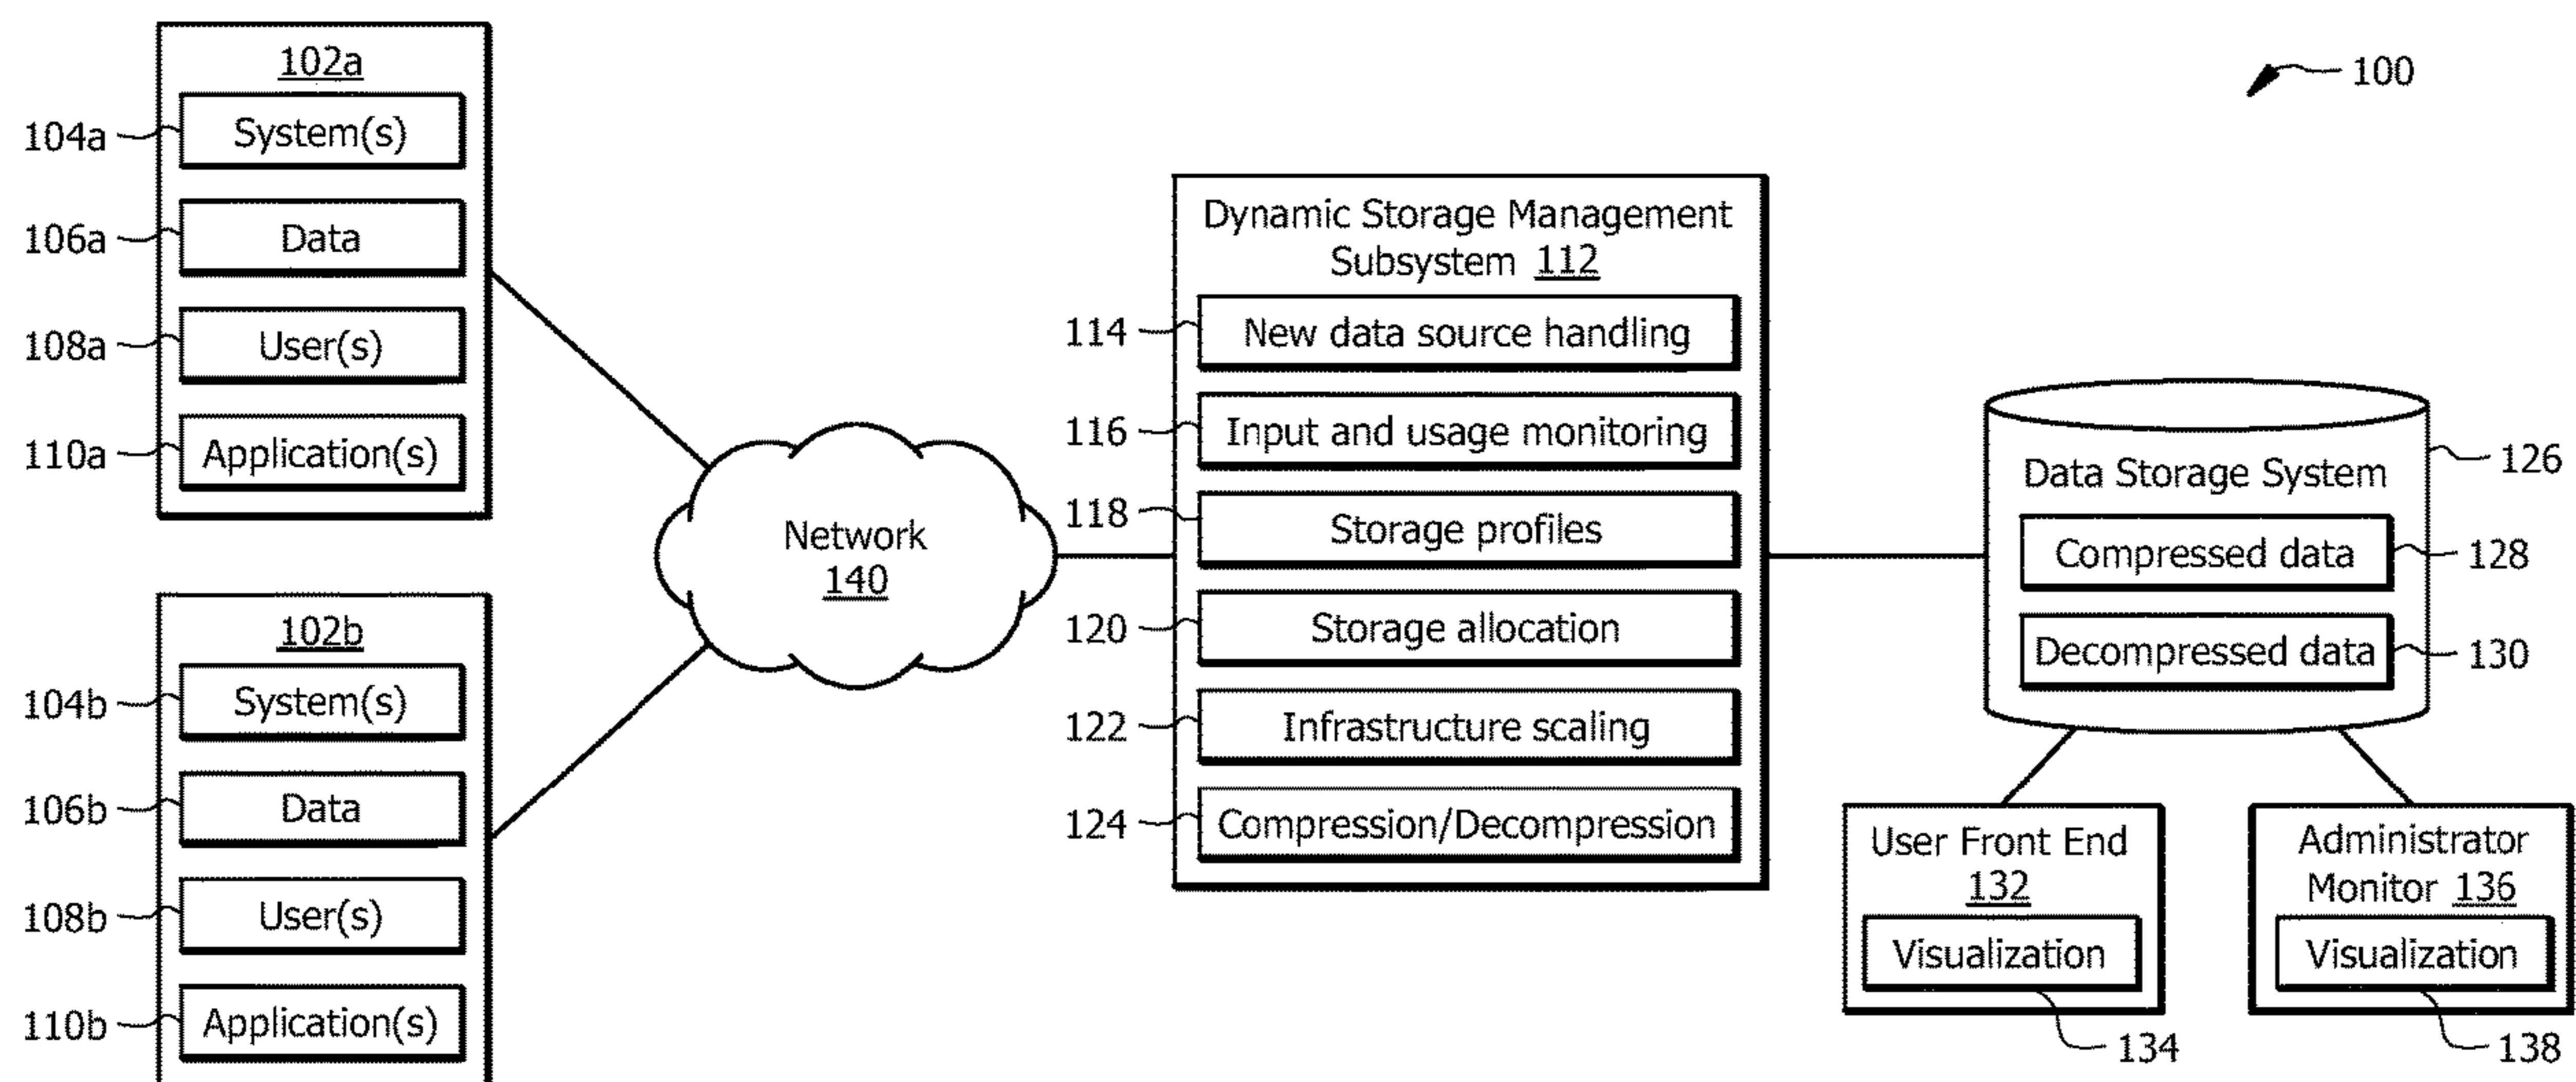 102a
104a
System(s)
106a
Data
108a
User(s)
110a
Application(s)
102b
104b
System(s)
106b
Data
108b
User(s)
110b
Application(s)
Network
140
100
Dynamic Storage Management
Subsystem 112
114
New data source handling
116
Input and usage monitoring
118
Storage profiles
120
Storage allocation
122
Infrastructure scaling
124
Compression/Decompression
Data Storage System
126
Compressed data
128
Decompressed data
130
User Front End
132
Visualization
134
Administrator
Monitor 136
Visualization
138